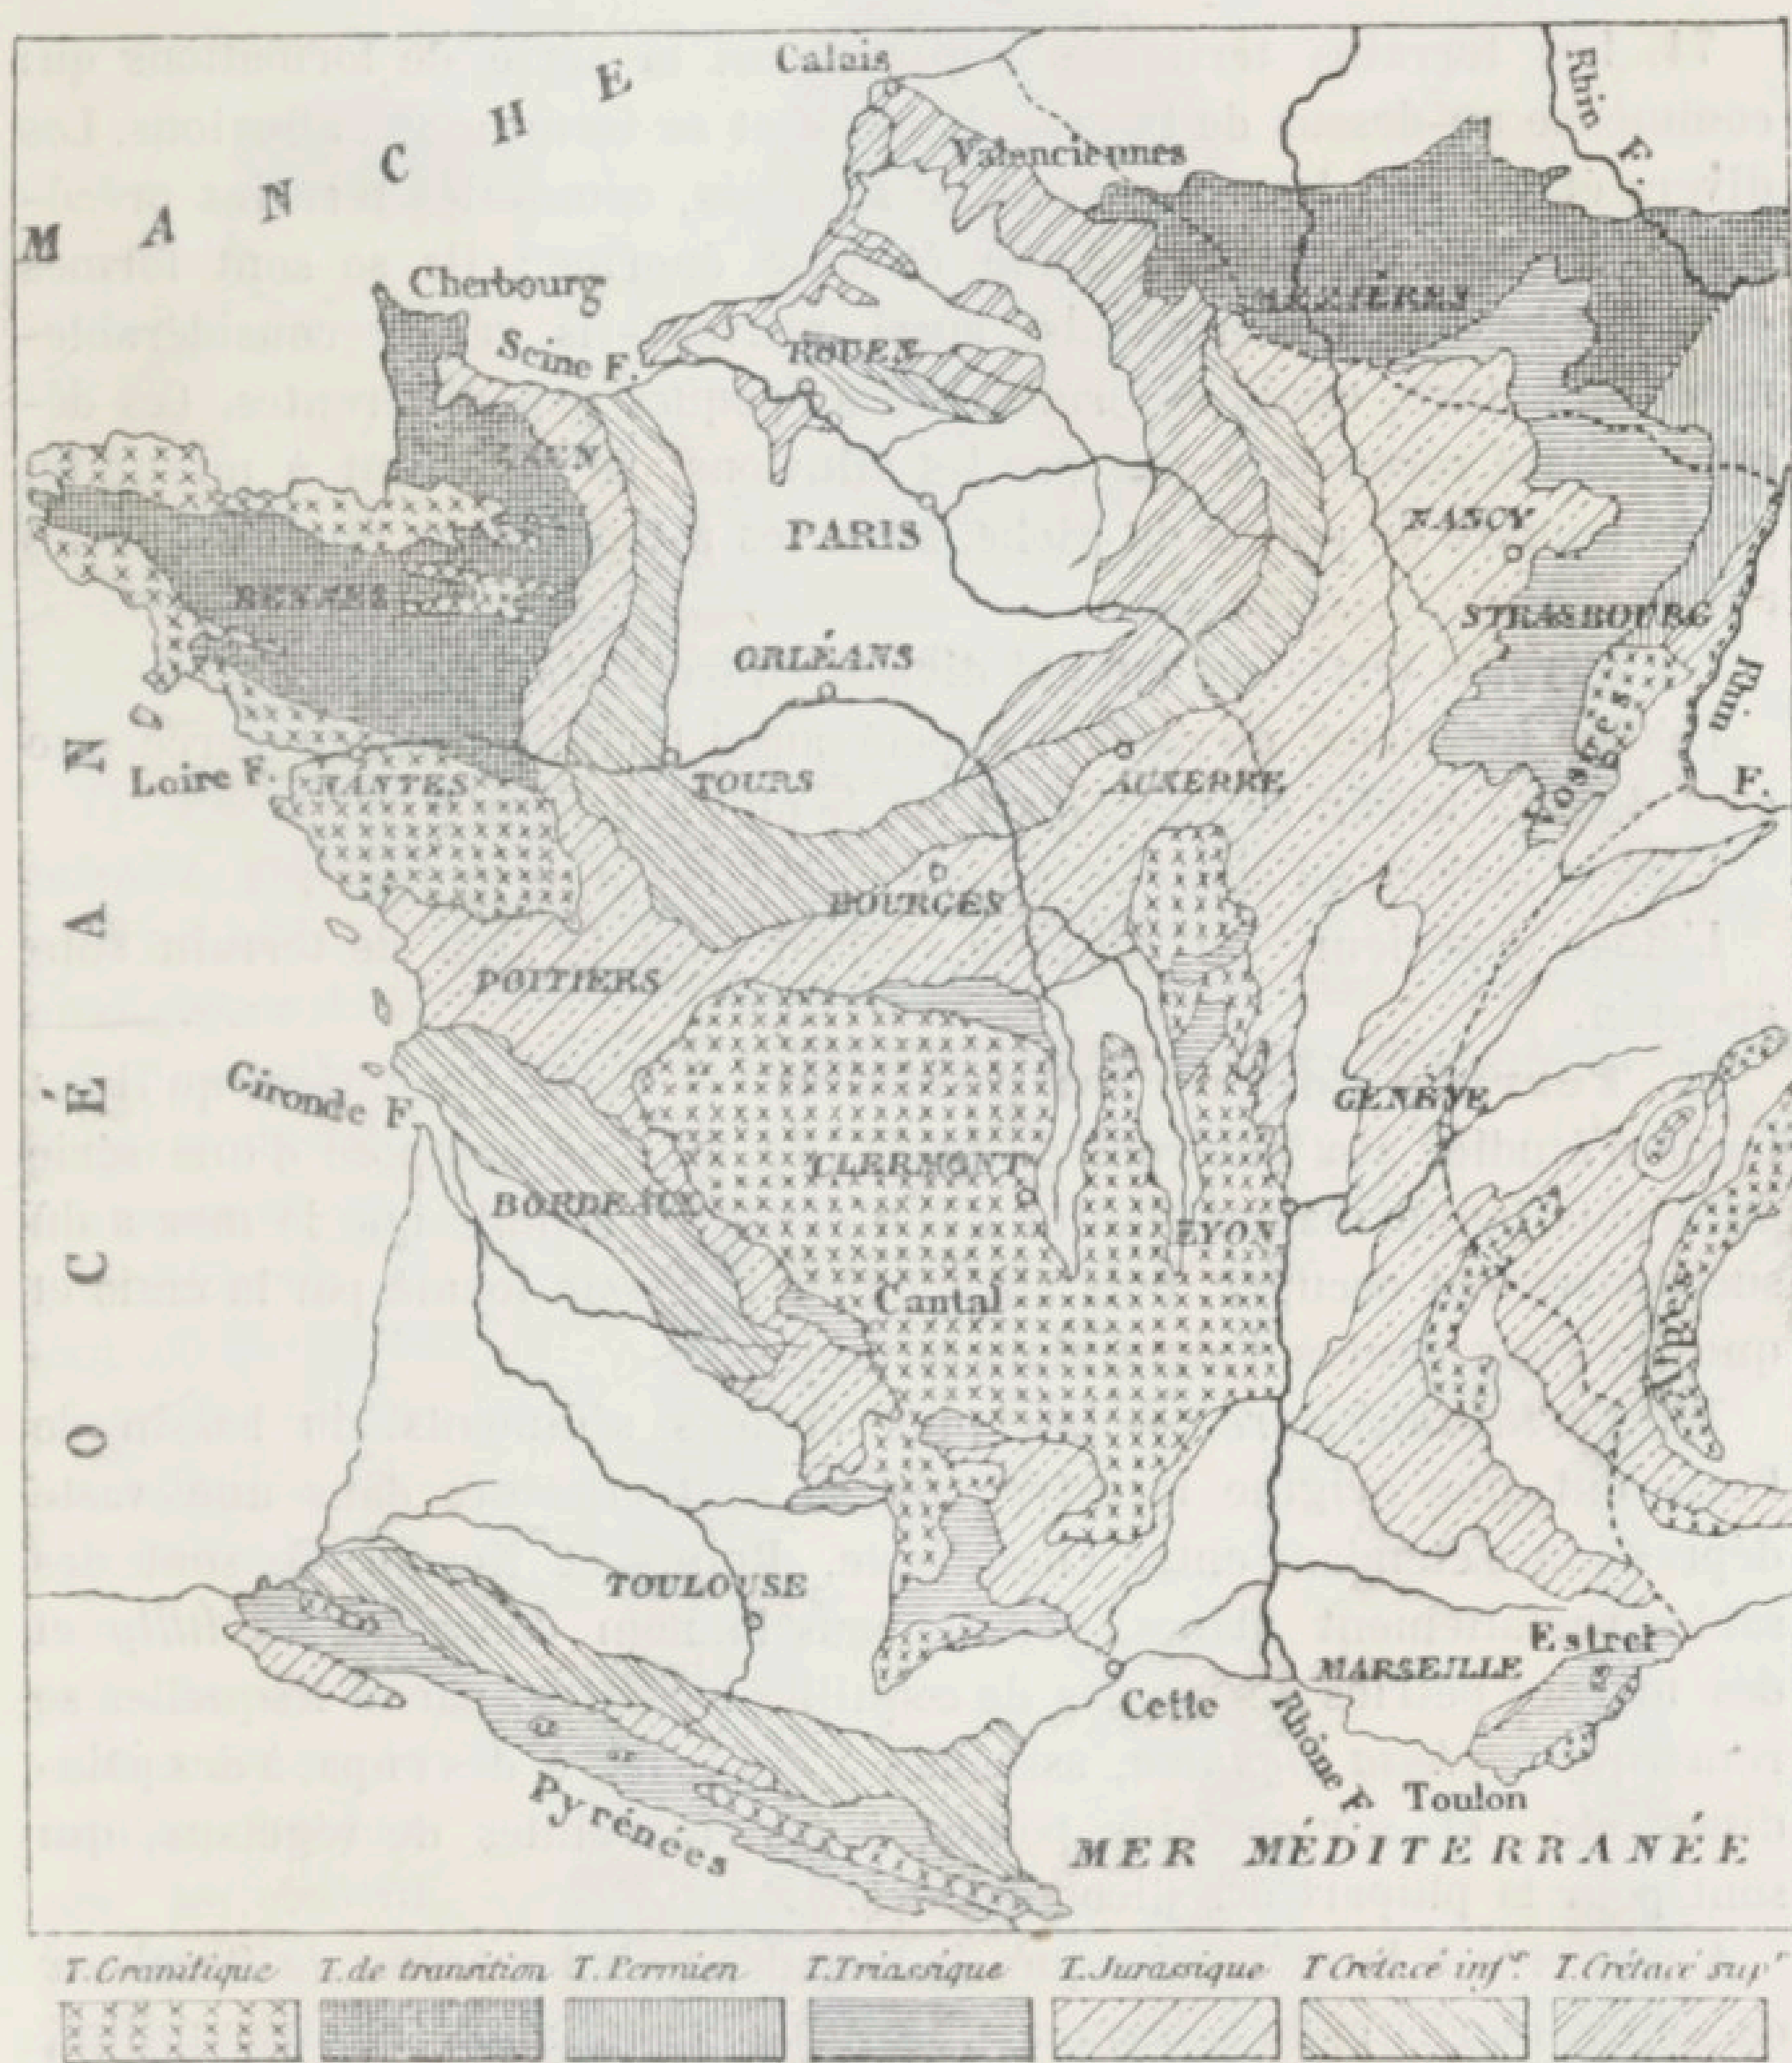 Calais
MANCHE
Rhin F.
Valenciennes
Cherbourg
MÉZIÈRES
Seine F.
ROUEN
CAEN
PARIS
NANCY
RENNES
STRASBOURG
ORLÉANS
Rhin F.
Vosges
Loire F.
NANTES
TOURS
AUXERRE
BOURGES
POITIERS
OCÉAN
Gironde F.
GENÈVE
CLERMONT
BORDEAUX
LYON
Cantal
Alpes
TOULOUSE
Estrel
MARSEILLE
Cette
Rhône F.
Toulon
Pyrénées
MER MÉDITERRANÉE
T. Granitique T. de transition T. Permien T. Triassique T. Jurassique T Crétacé infr. T. Crétacé supr